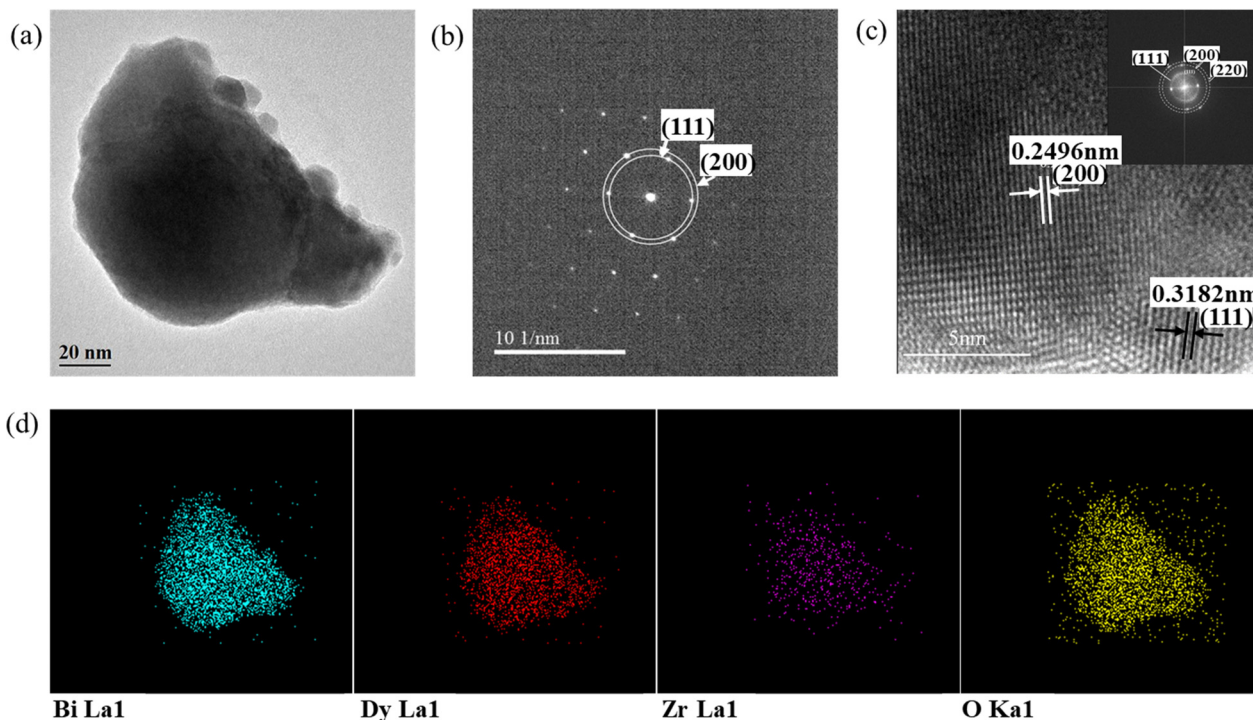 (a)
20 nm
(b)
(111)
(200)
10 1/nm
(c)
(111)
(200)
(220)
0.2496nm
(200)
0.3182nm
(111)
5nm
(d)
Bi La1
Dy La1
Zr La1
O Ka1